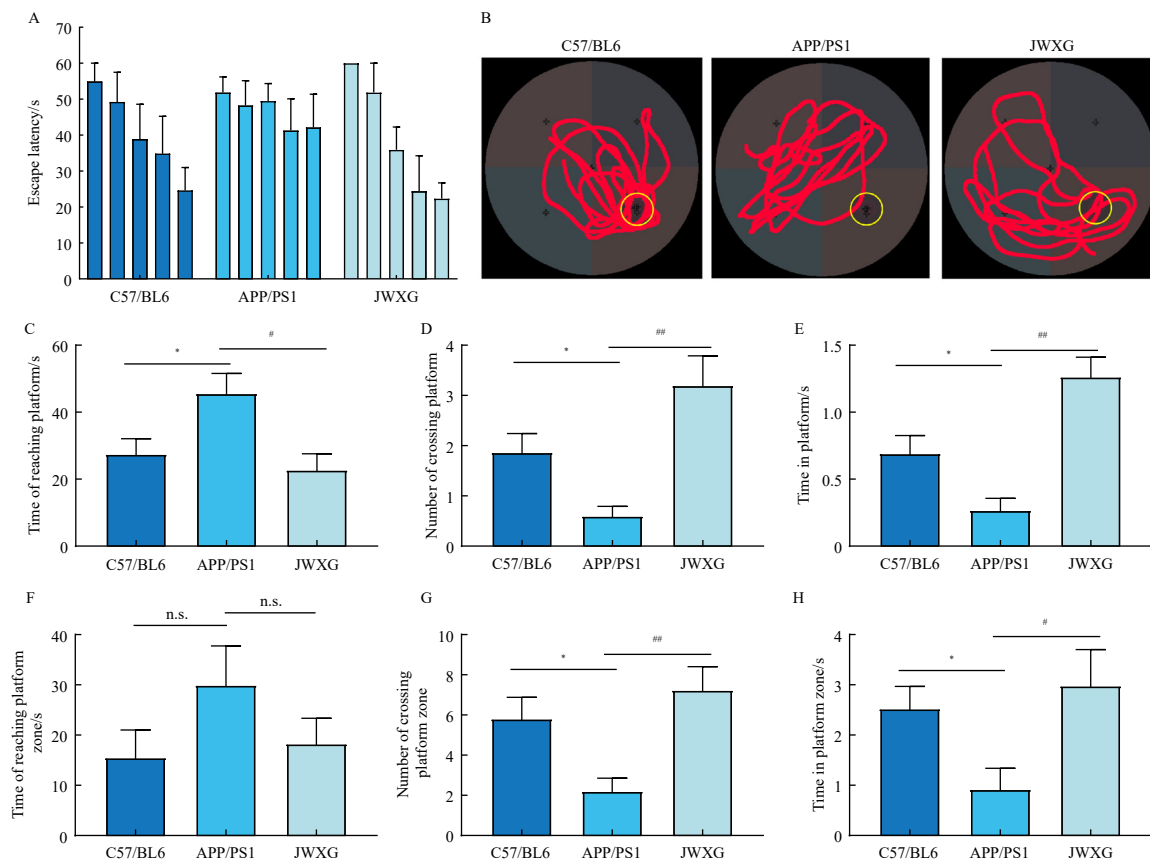 A
Escape latency/s
70
60
50
40
30
20
10
0
C57/BL6 APP/PS1 JWXG
B
C57/BL6 APP/PS1 JWXG
C
Time of reaching platform/s
60
40
20
0
* #
C57/BL6 APP/PS1 JWXG
D
Number of crossing platform
4
3
2
1
0
* ##
C57/BL6 APP/PS1 JWXG
E
Time in platform/s
1.5
1.0
0.5
0
* ##
C57/BL6 APP/PS1 JWXG
F
Time of reaching platform
zone/s
40
30
20
10
0
n.s. n.s.
C57/BL6 APP/PS1 JWXG
G
Number of crossing
platform zone
10
8
6
4
2
0
* ##
C57/BL6 APP/PS1 JWXG
H
Time in platform zone/s
4
3
2
1
0
* #
C57/BL6 APP/PS1 JWXG